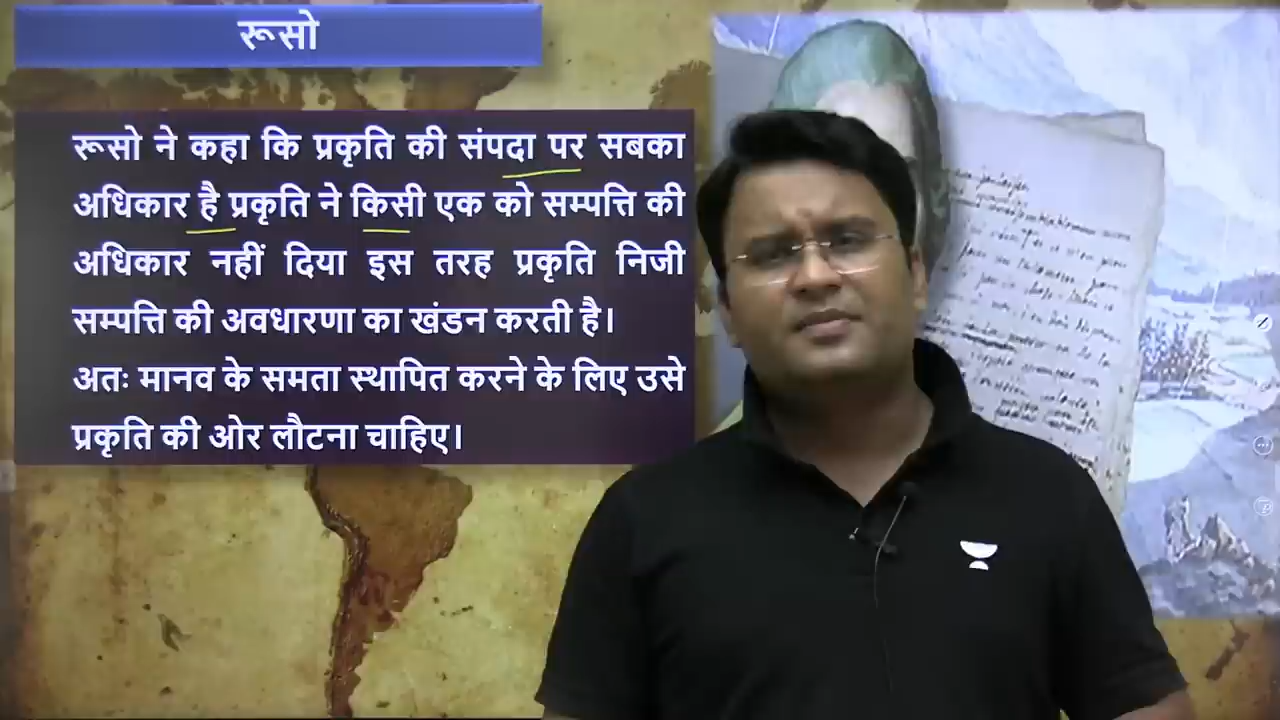 रूसो
रूसो ने कहा कि प्रकृति की संपदा पर सबका
अधिकार है प्रकृति ने किसी एक को सम्पत्ति की
अधिकार नहीं दिया इस तरह प्रकृति निजी
सम्पत्ति की अवधारणा का खंडन करती है।
अतः मानव के समता स्थापित करने के लिए उसे
प्रकृति की ओर लौटना चाहिए।